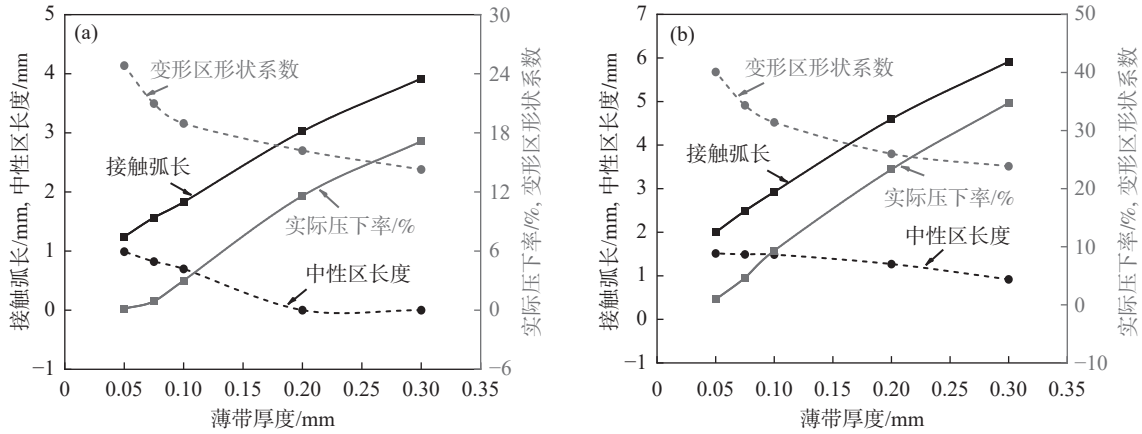 (a)
变形区形状系数
接触弧长
实际压下率/%
中性区长度
接触弧长/mm, 中性区长度/mm
5
4
3
2
1
0
−1
30
24
18
12
6
0
−6
实际压下率/%, 变形区形状系数
0
0.05
0.10
0.15
0.20
0.25
0.30
0.35
薄带厚度/mm
(b)
变形区形状系数
接触弧长
实际压下率/%
中性区长度
接触弧长/mm, 中性区长度/mm
7
6
5
4
3
2
1
0
−1
50
40
30
20
10
0
−10
实际压下率/%, 变形区形状系数
0
0.05
0.10
0.15
0.20
0.25
0.30
0.35
薄带厚度/mm